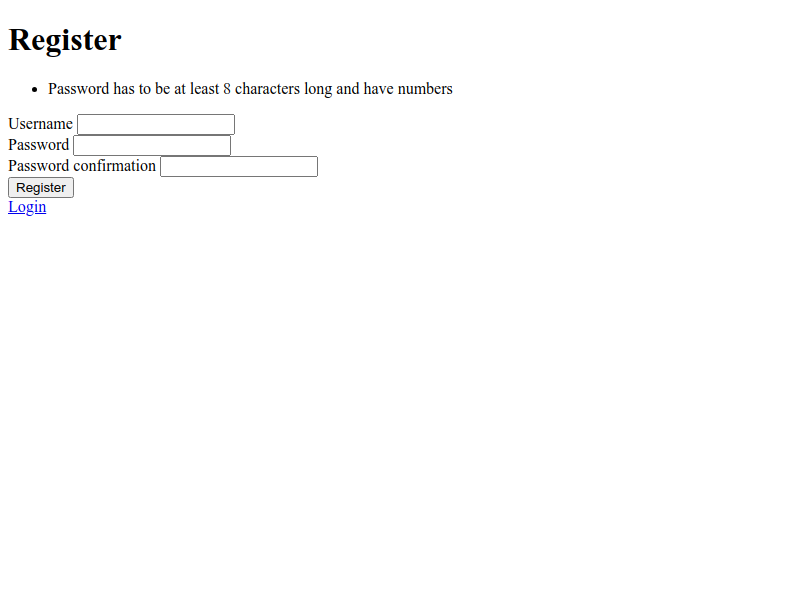 Register
Password has to be at least 8 characters long and have numbers
Username
Password
Password confirmation
Register
Login